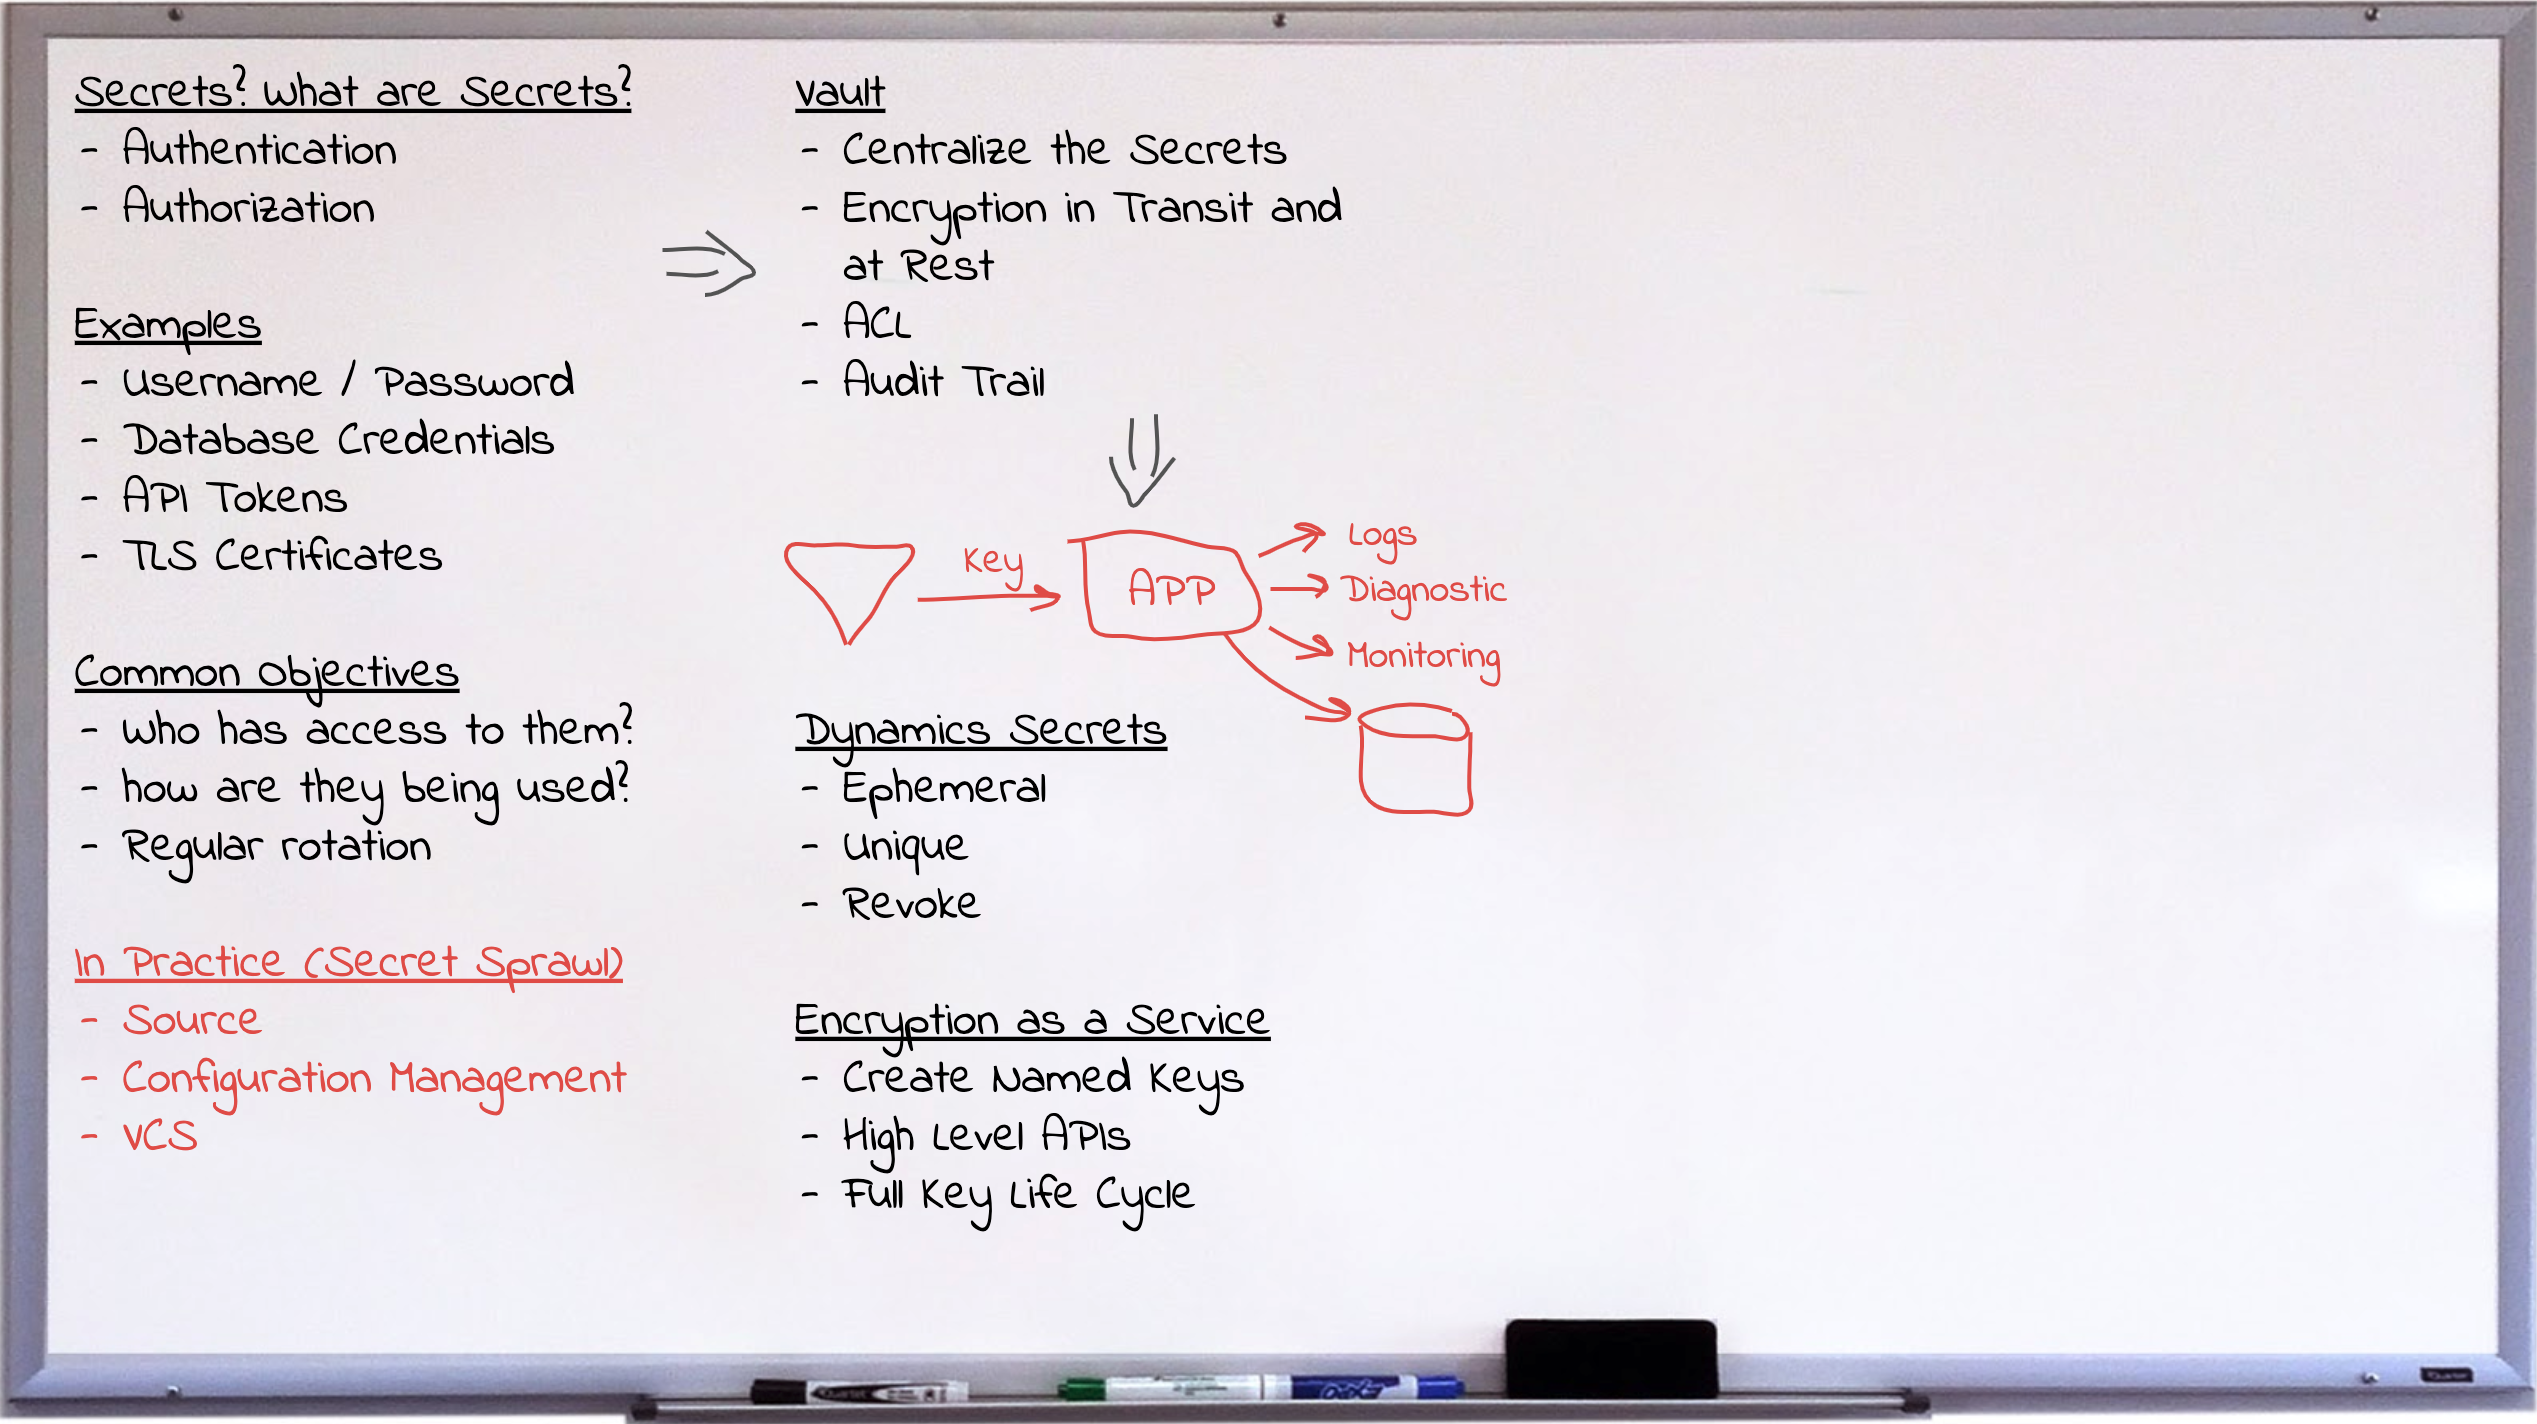 Secrets? What are Secrets?
- Authentication
- Authorization
Examples
- Username / Password
- Database Credentials
- API Tokens
- TLS Certificates
Common Objectives
- Who has access to them?
- how are they being used?
- Regular rotation
In Practice (Secret Sprawl)
- Source
- Configuration Management
- VCS
Vault
- Centralize the Secrets
- Encryption in Transit and
at Rest
- ACL
- Audit Trail
Key
APP
Logs
Diagnostic
Monitoring
Dynamics Secrets
- Ephemeral
- Unique
- Revoke
Encryption as a Service
- Create Named Keys
- High Level APIs
- Full Key Life Cycle